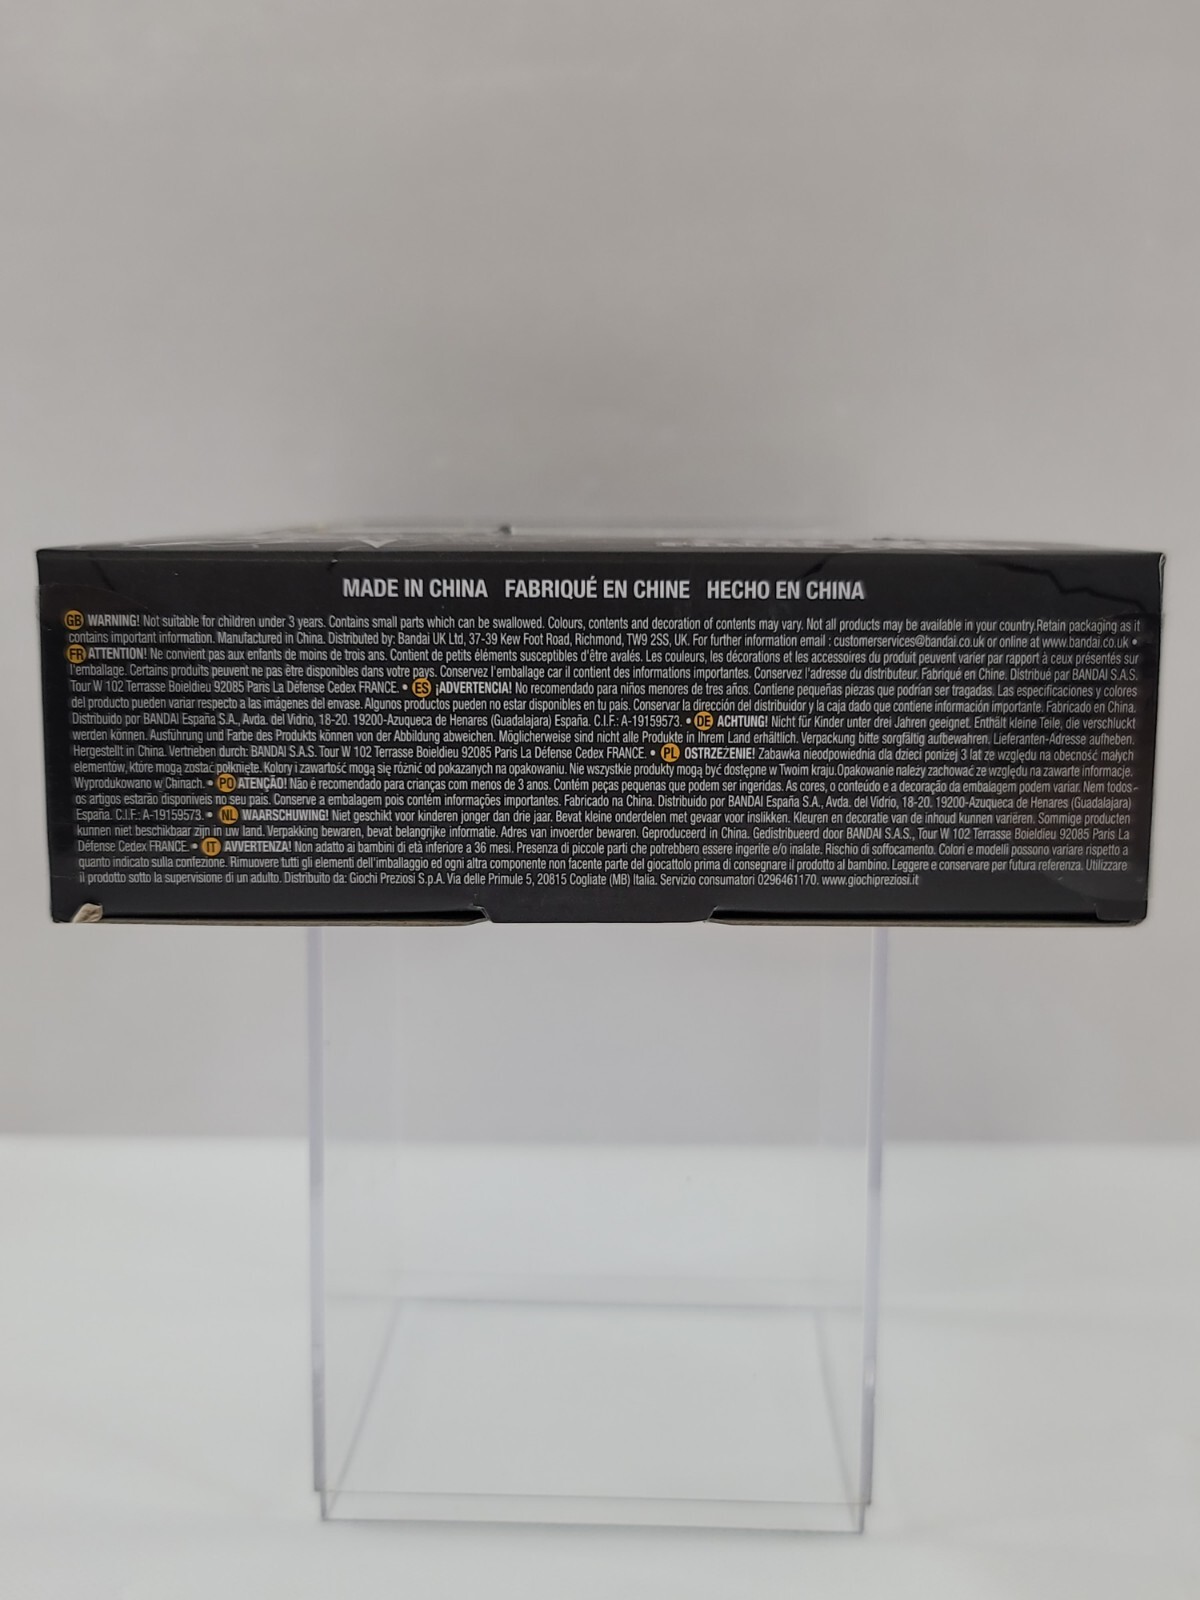 MADE IN CHINA FABRIQUÉ EN CHINE HECHO EN CHINA
GB WARNING! Not suitable for children under 3 years. Contains small parts which can be swallowed. Colours, contents and decoration of contents may vary. Not all products may be available in your country.Retain packaging as it
contains important information. Manufactured in China. Distributed by: Bandai UK Ltd, 37-39 Kew Foot Road, Richmond, TW9 2SS, UK. For further information email : customerservices@bandai.co.uk or online at www.bandai.co.uk •
FR ATTENTION! Ne convient pas aux enfants de moins de trois ans. Contient de petits éléments susceptibles d'être avalés. Les couleurs, les décorations et les accessoires du produit peuvent varier par rapport à ceux présentés sur
l'emballage. Certains produits peuvent ne pas être disponibles dans votre pays. Conservez l'emballage car il contient des informations importantes. Conservez l'adresse du distributeur. Fabriqué en Chine. Distribué par BANDAI S.A.S.
Tour W 102 Terrasse Boieldieu 92085 Paris La Défense Cedex FRANCE. • ES ¡ADVERTENCIA! No recomendado para niños menores de tres años. Contiene pequeñas piezas que podrían ser tragadas. Las especificaciones y colores
del producto pueden variar respecto a las imágenes del envase. Algunos productos pueden no estar disponibles en tu país. Conservar la dirección del distribuidor y la caja dado que contiene información importante. Fabricado en China.
Distribuido por BANDAI España S.A., Avda. del Vidrio, 18-20. 19200-Azuqueca de Henares (Guadalajara) España. C.I.F.: A-19159573. • DE ACHTUNG! Nicht für Kinder unter drei Jahren geeignet. Enthält kleine Teile, die verschluckt
werden können. Ausführung und Farbe des Produkts können von der Abbildung abweichen. Möglicherweise sind nicht alle Produkte in Ihrem Land erhältlich. Verpackung bitte sorgfältig aufbewahren. Lieferanten-Adresse aufheben.
Hergestellt in China. Vertrieben durch: BANDAI S.A.S. Tour W 102 Terrasse Boieldieu 92085 Paris La Défense Cedex FRANCE. • PL OSTRZEŻENIE! Zabawka nieodpowiednia dla dzieci poniżej 3 lat ze względu na obecność małych
elementów, które mogą zostać połknięte. Kolory i zawartość mogą się różnić od pokazanych na opakowaniu. Nie wszystkie produkty mogą być dostępne w Twoim kraju.Opakowanie należy zachować ze względu na zawarte informacje.
Wyprodukowano w Chinach. • PO ATENÇÃO! Não é recomendado para crianças com menos de 3 anos. Contém peças pequenas que podem ser ingeridas. As cores, o conteúdo e a decoração da embalagem podem variar. Nem todos-
os artigos estarão disponiveis no seu pais. Conserve a embalagem pois contém informações importantes. Fabricado na China. Distribuido por BANDAI España S.A., Avda. del Vidrio, 18-20. 19200-Azuqueca de Henares (Guadalajara)
España. C.I.F.: A-19159573. • NL WAARSCHUWING! Niet geschikt voor kinderen jonger dan drie jaar. Bevat kleine onderdelen met gevaar voor inslikken. Kleuren en decoratie van de inhoud kunnen variëren. Sommige producten
kunnen niet beschikbaar zijn in uw land. Verpakking bewaren, bevat belangrijke informatie. Adres van invoerder bewaren. Geproduceerd in China. Gedistribueerd door BANDAI S.A.S., Tour W 102 Terrasse Boieldieu 92085 Paris La
Défense Cedex FRANCE. • IT AVVERTENZA! Non adatto ai bambini di età inferiore a 36 mesi. Presenza di piccole parti che potrebbero essere ingerite e/o inalate. Rischio di soffocamento. Colori e modelli possono variare rispetto a
quanto indicato sulla confezione. Rimuovere tutti gli elementi dell'imballaggio ed ogni altra componente non facente parte del giocattolo prima di consegnare il prodotto al bambino. Leggere e conservare per futura referenza. Utilizzare
il prodotto sotto la supervisione di un adulto. Distribuito da: Giochi Preziosi S.p.A. Via delle Primule 5, 20815 Cogliate (MB) Italia. Servizio consumatori 0296461170. www.giochipreziosi.it